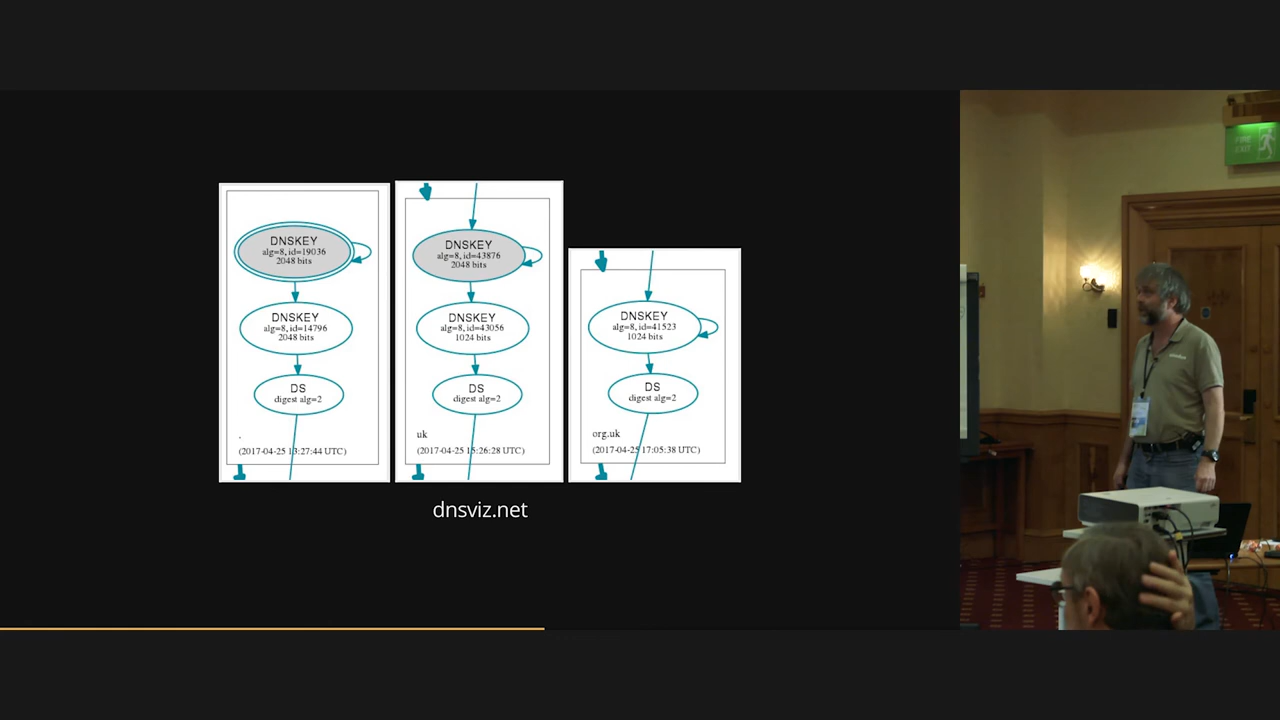 DNSKEY
alg=8, id=19036
2048 bits
DNSKEY
alg=8, id=14796
2048 bits
DS
digest alg=2
.
(2017-04-25 13:27:44 UTC)
DNSKEY
alg=8, id=43876
2048 bits
DNSKEY
alg=8, id=43056
1024 bits
DS
digest alg=2
uk
(2017-04-25 15:26:28 UTC)
DNSKEY
alg=8, id=41523
1024 bits
DS
digest alg=2
org.uk
(2017-04-25 17:05:38 UTC)
dnsviz.net
FIRE
EXIT